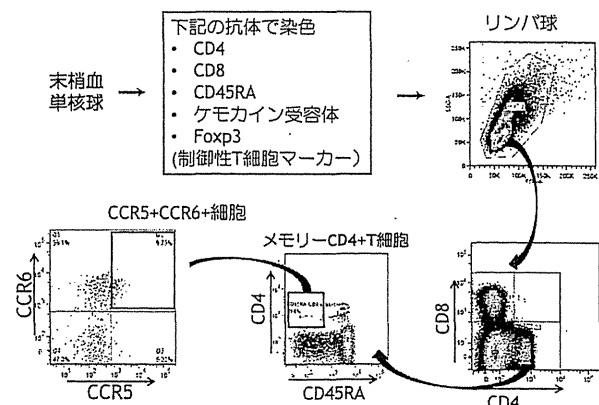 末梢血
単核球
下記の抗体で染色
• CD4
• CD8
• CD45RA
• ケモカイン受容体
• Foxp3
(制御性T細胞マーカー)
リンパ球
CCR5+CCR6+細胞
CCR6
CCR5
メモリーCD4+T細胞
CD4
CD45RA
CD8
CD4